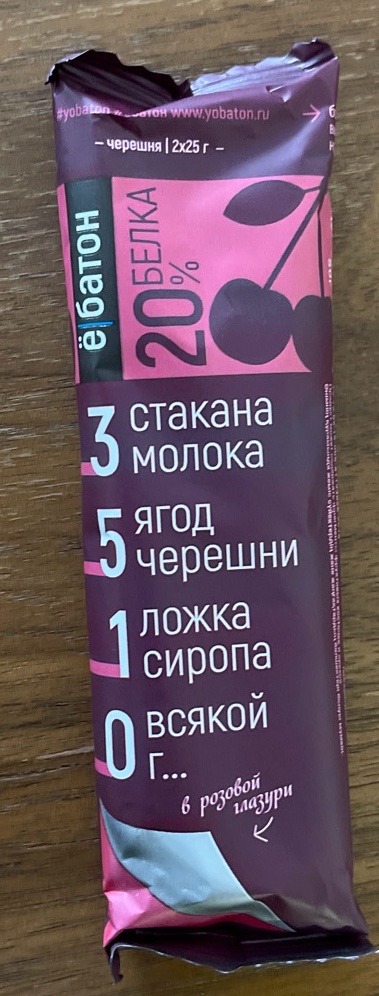 #yobaton www.yobaton.ru
– черешня | 2x25 г –
ё|батон
20% БЕЛКА
3 стакана
молока
5 ягод
черешни
1 ложка
сиропа
0 всякой
г...
в розовой
глазури